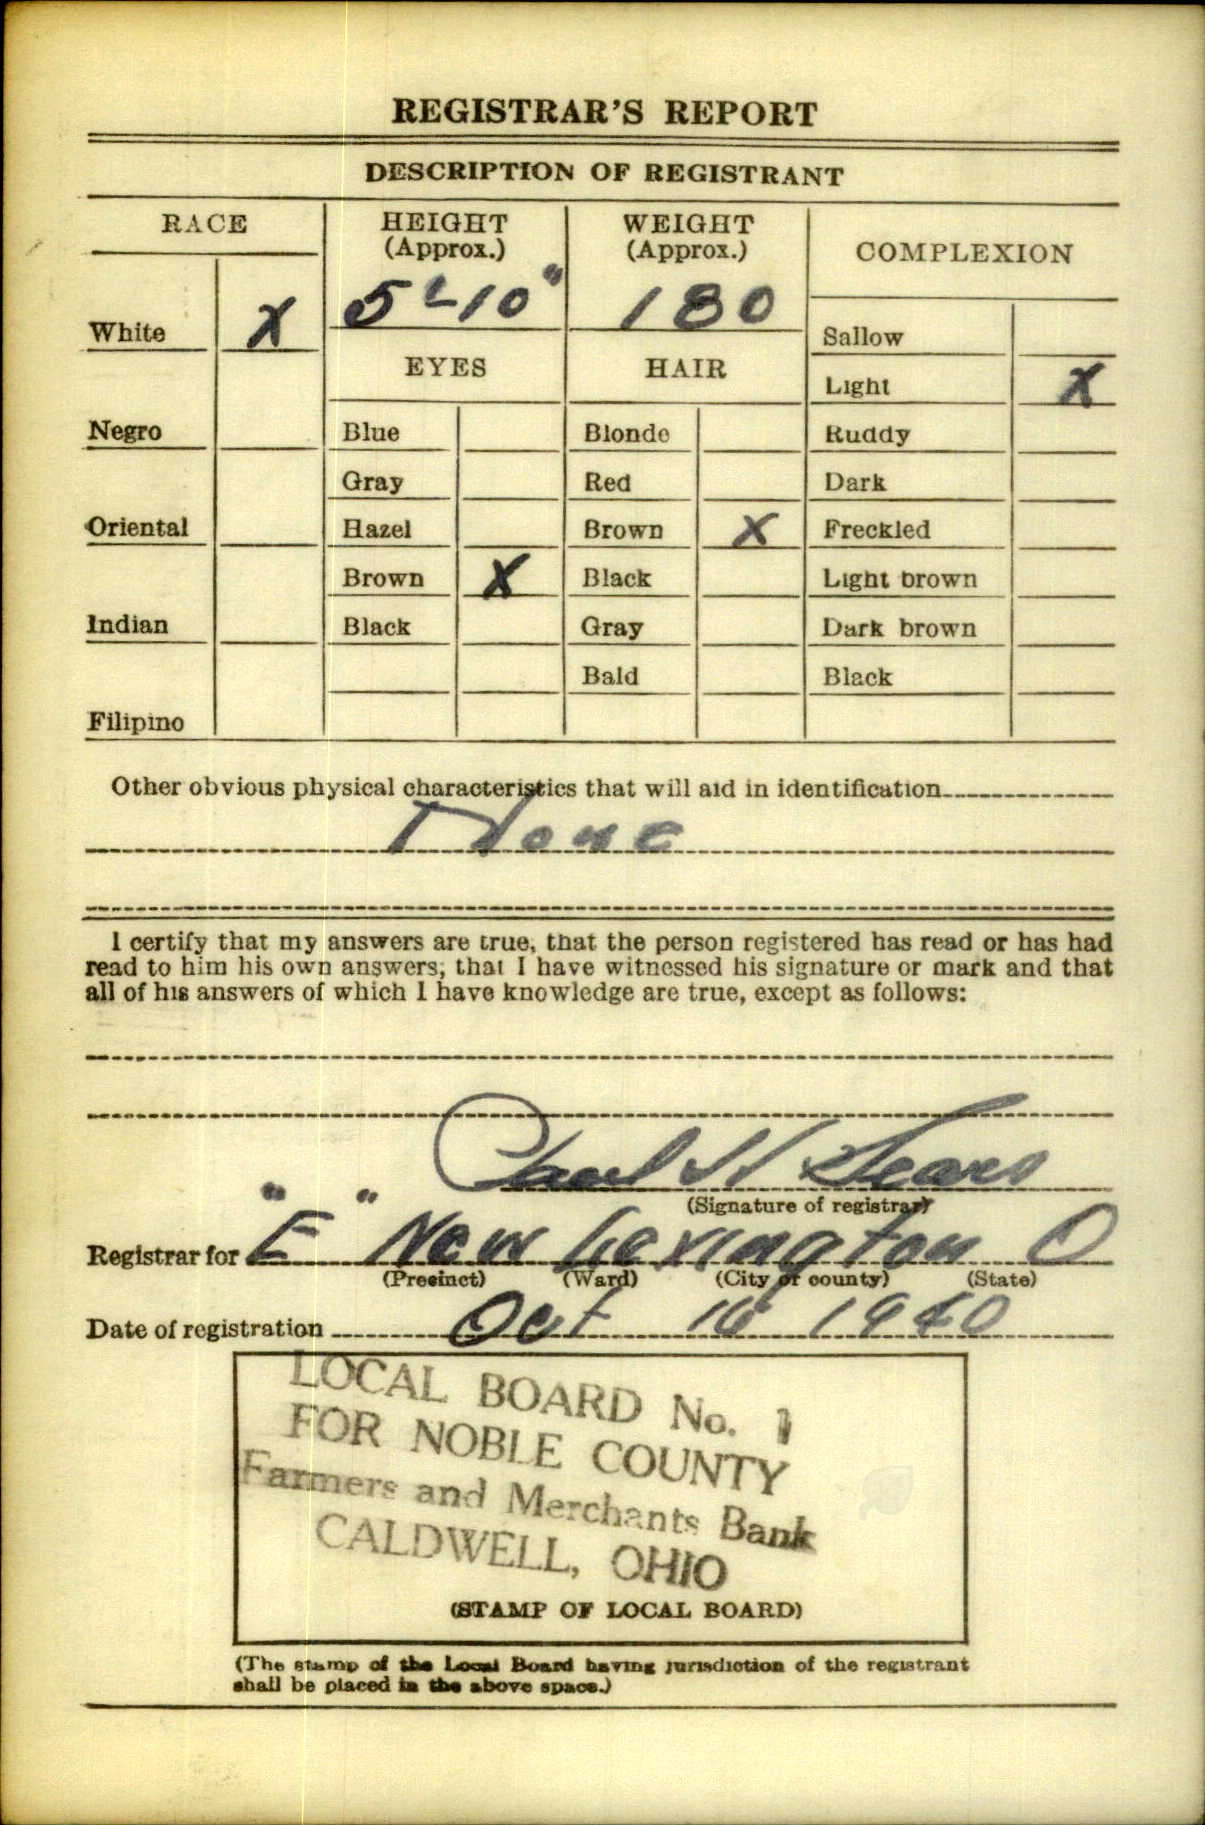 REGISTRAR'S REPORT
DESCRIPTION OF REGISTRANT
RACE
HEIGHT
(Approx.)
WEIGHT
(Approx.)
COMPLEXION
5'-10"
180
White X
Sallow
EYES
HAIR
Light X
Negro
Blue
Blonde
Ruddy
Gray
Red
Dark
Oriental
Hazel
Brown X
Freckled
Brown X
Black
Light brown
Indian
Black
Gray
Dark brown
Bald
Black
Filipino
Other obvious physical characteristics that will aid in identification
None
I certify that my answers are true, that the person registered has read or has had
read to him his own answers; that I have witnessed his signature or mark and that
all of his answers of which I have knowledge are true, except as follows:
H Sears
(Signature of registrar)
Registrar for "E" New Lexington O
(Precinct) (Ward) (City or county) (State)
Date of registration Oct 16 1940
LOCAL BOARD No. 1
FOR NOBLE COUNTY
Farmers and Merchants Bank
CALDWELL, OHIO
(STAMP OF LOCAL BOARD)
(The stamp of the Local Board having jurisdiction of the registrant
shall be placed in the above space.)